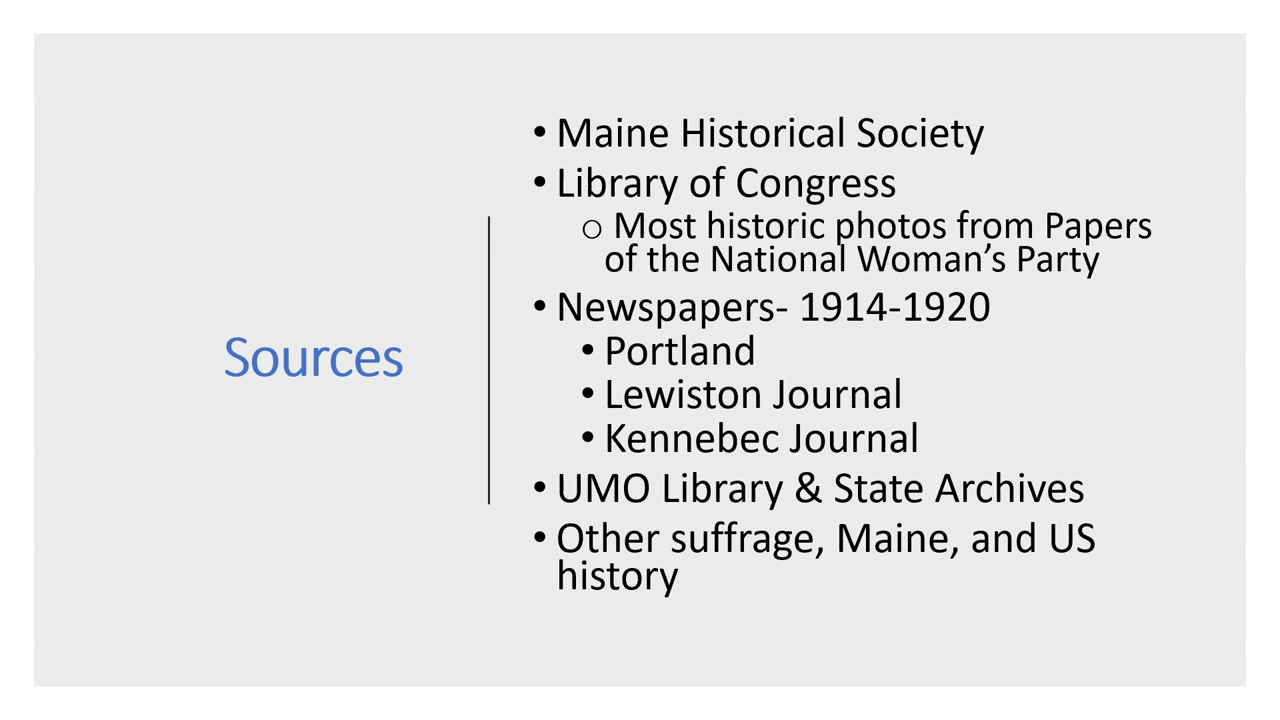 Sources
• Maine Historical Society
• Library of Congress
o Most historic photos from Papers
of the National Woman’s Party
• Newspapers- 1914-1920
• Portland
• Lewiston Journal
• Kennebec Journal
• UMO Library & State Archives
• Other suffrage, Maine, and US
history